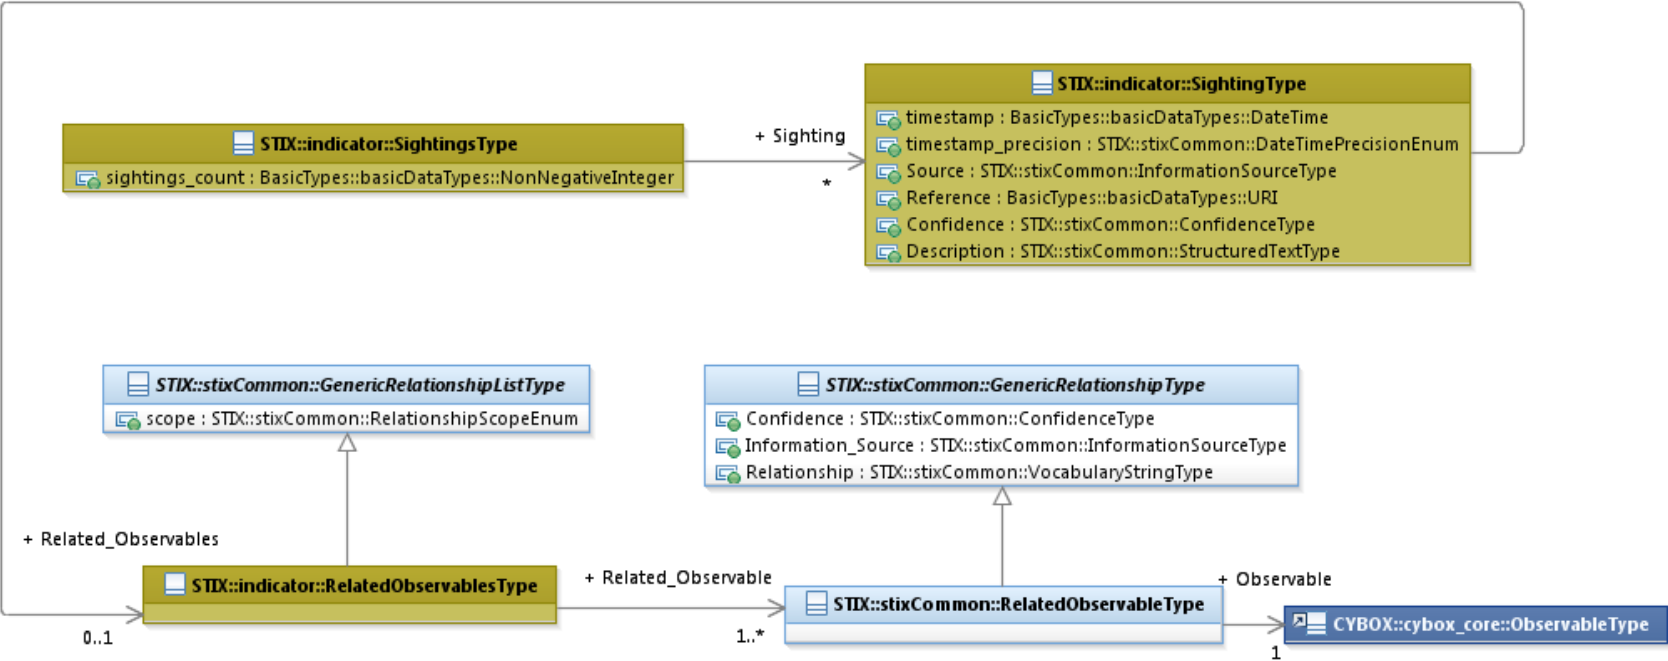 STIX::indicator::SightingType
timestamp : BasicTypes::basicDataTypes::DateTime
timestamp_precision : STIX::stixCommon::DateTimePrecisionEnum
Source : STIX::stixCommon::InformationSourceType
Reference : BasicTypes::basicDataTypes::URI
Confidence : STIX::stixCommon::ConfidenceType
Description : STIX::stixCommon::StructuredTextType
+ Sighting
*
STIX::indicator::SightingsType
sightings_count : BasicTypes::basicDataTypes::NonNegativeInteger
STIX::stixCommon::GenericRelationshipListType
scope : STIX::stixCommon::RelationshipScopeEnum
STIX::stixCommon::GenericRelationshipType
Confidence : STIX::stixCommon::ConfidenceType
Information_Source : STIX::stixCommon::InformationSourceType
Relationship : STIX::stixCommon::VocabularyStringType
+ Related_Observables
0..1
STIX::indicator::RelatedObservablesType
+ Related_Observable
1..*
STIX::stixCommon::RelatedObservableType
+ Observable
1
CYBOX::cybox_core::ObservableType